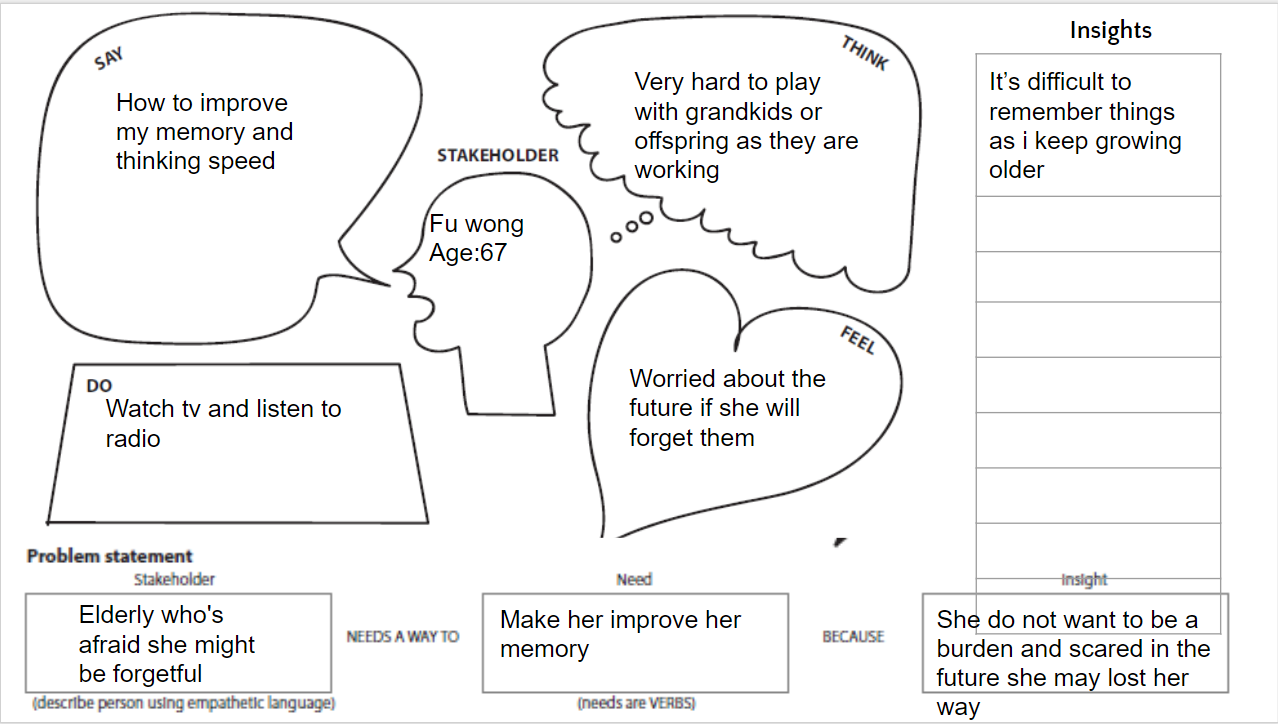 SAY
How to improve
my memory and
thinking speed
STAKEHOLDER
Fu wong
Age:67
THINK
Very hard to play
with grandkids or
offspring as they are
working
Insights
It's difficult to
remember things
as i keep growing
older
DO
Watch tv and listen to
radio
FEEL
Worried about the
future if she will
forget them
Problem statement
Stakeholder
Elderly who's
afraid she might
be forgetful
(describe person using empathetic language)
NEEDS A WAY TO
Need
Make her improve her
memory
(needs are VERBS)
BECAUSE
Insight
She do not want to be a
burden and scared in the
future she may lost her
way